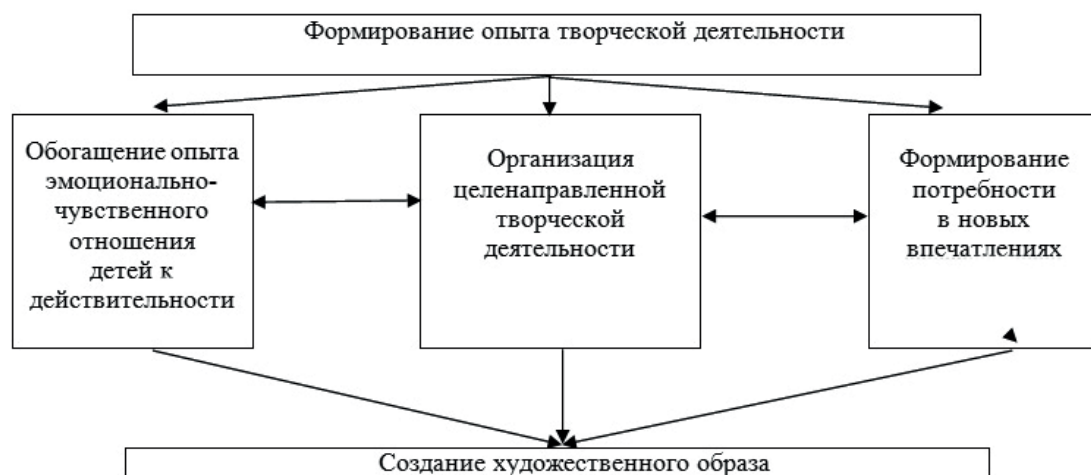 Формирование опыта творческой деятельности
Обогащение опыта
эмоционально-
чувственного
отношения
детей к
действительности
Организация
целенаправленной
творческой
деятельности
Формирование
потребности
в новых
впечатлениях
Создание художественного образа